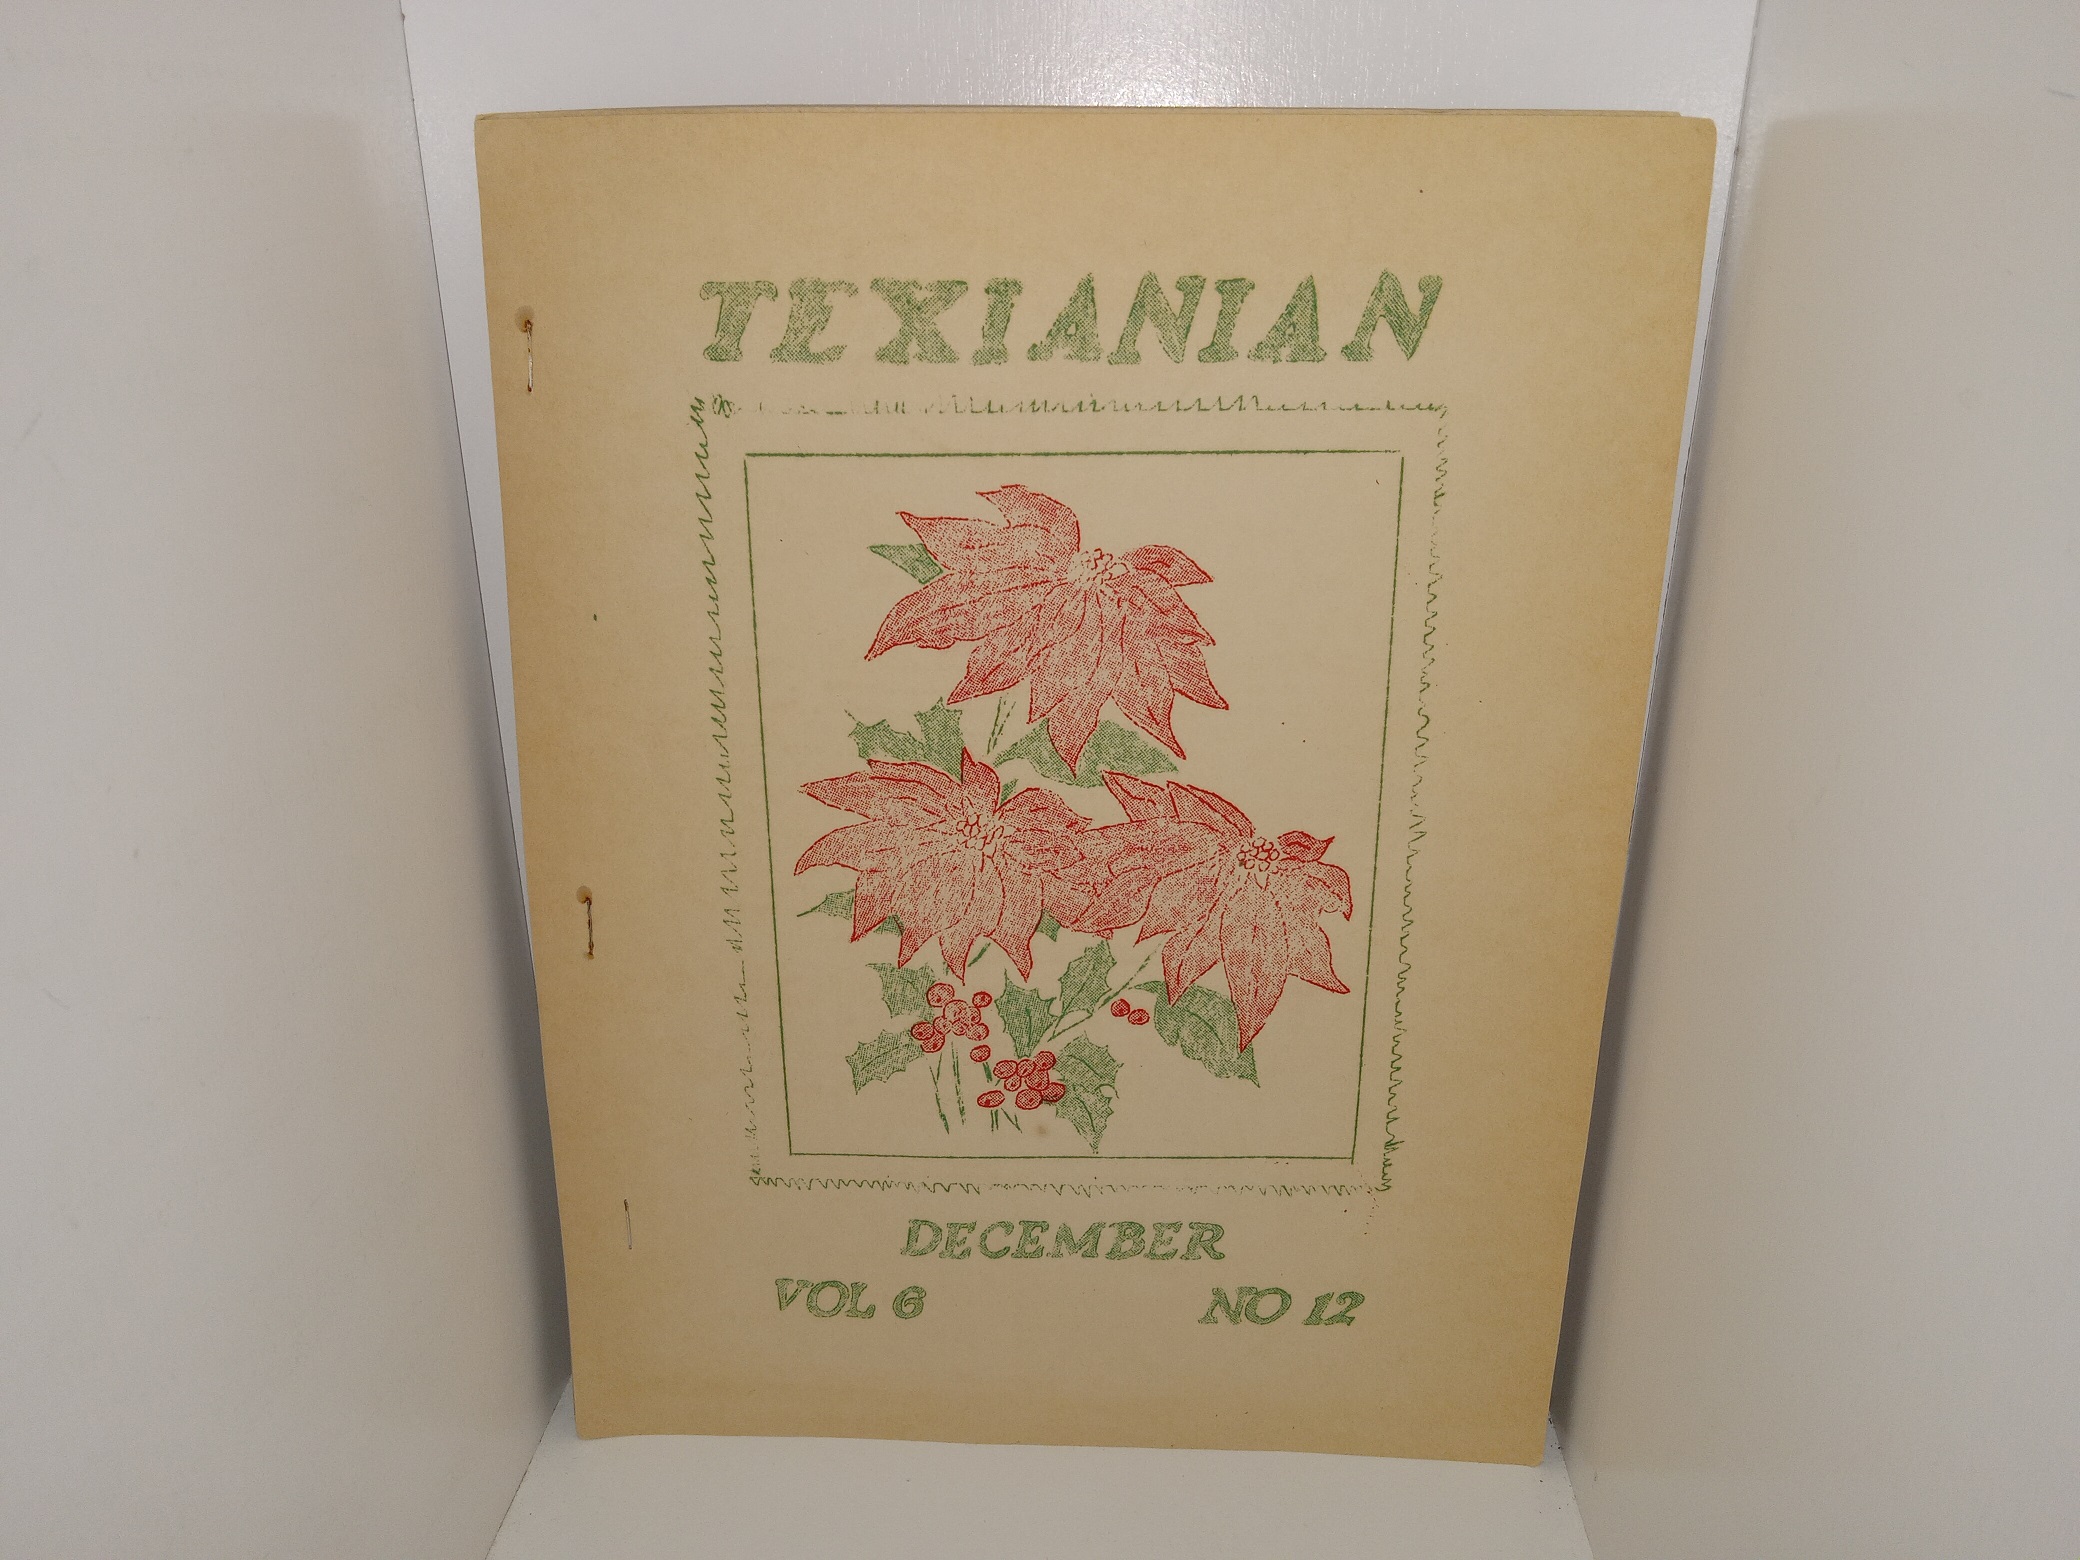 TEXIANIAN
DECEMBER
VOL 6
NO 12